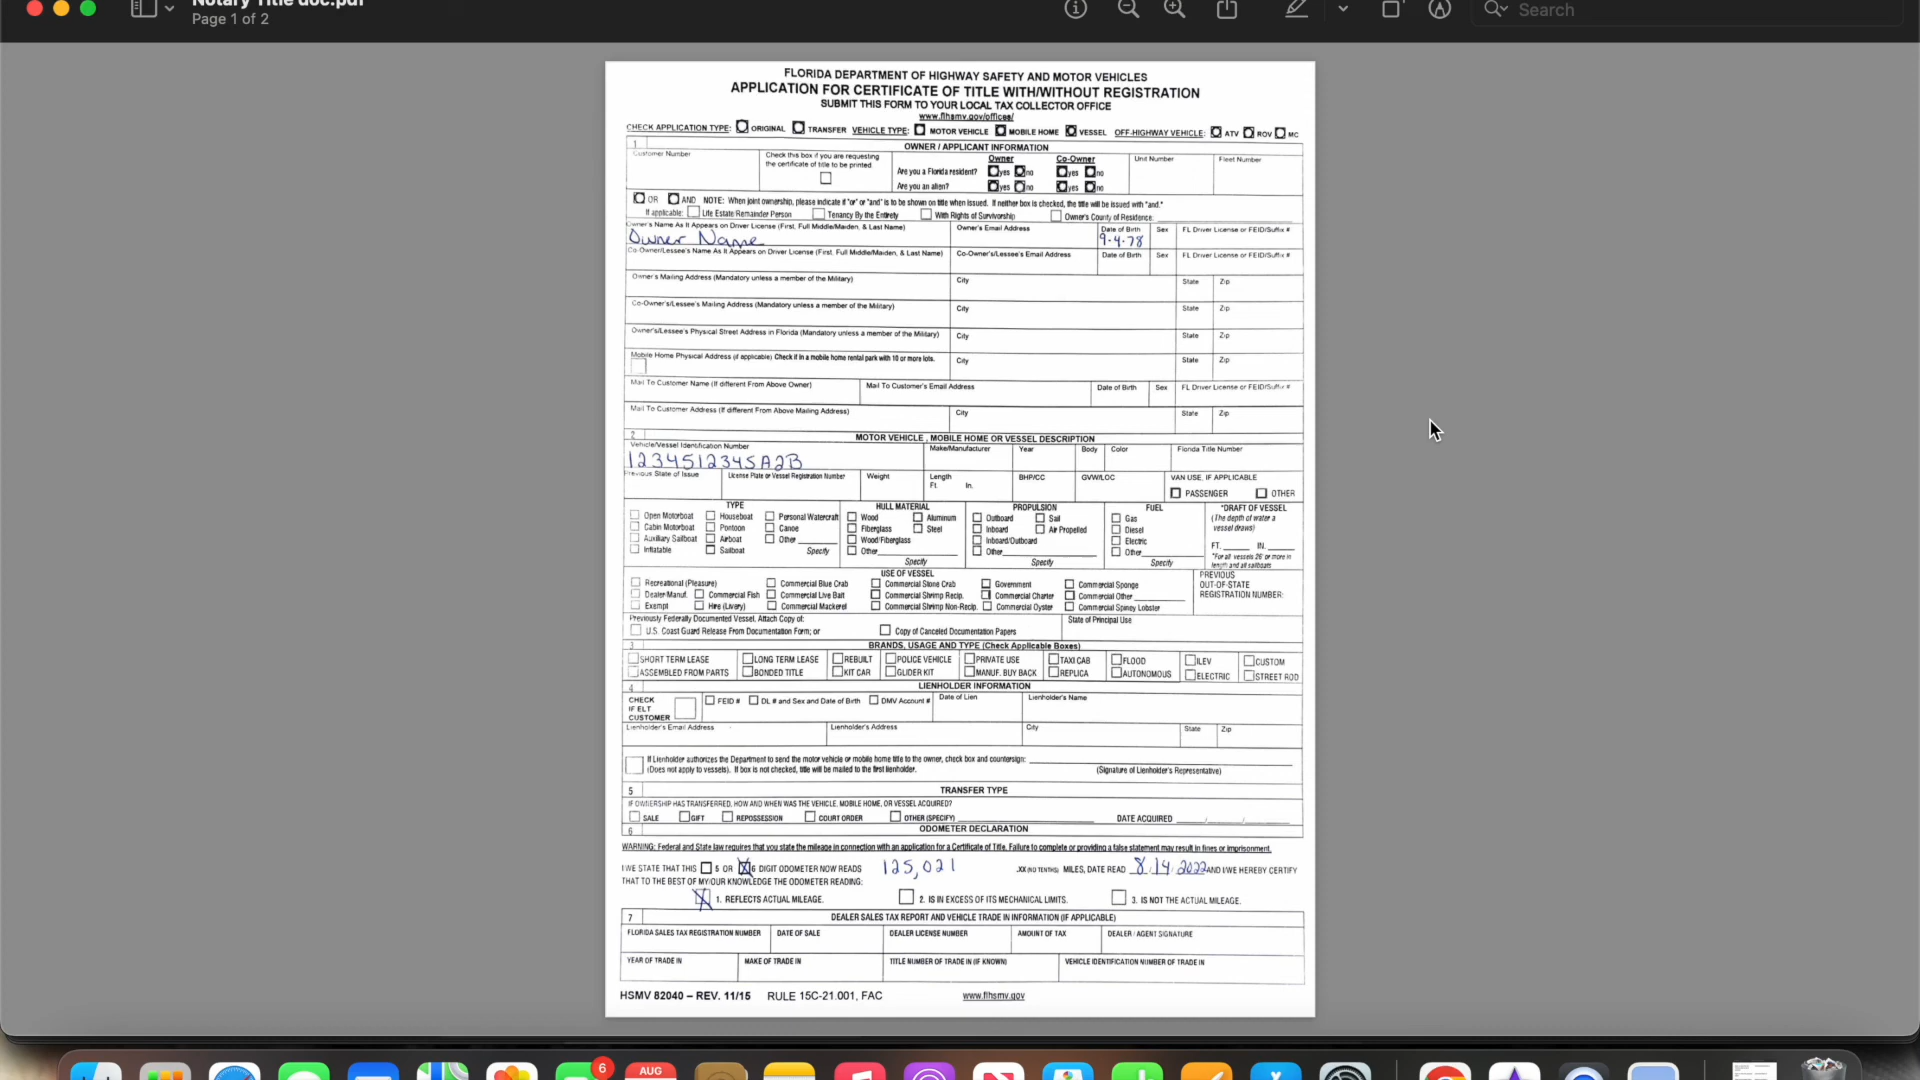 Notary Title doc.pdf
Page 1 of 2
Search
FLORIDA DEPARTMENT OF HIGHWAY SAFETY AND MOTOR VEHICLES
APPLICATION FOR CERTIFICATE OF TITLE WITH/WITHOUT REGISTRATION
SUBMIT THIS FORM TO YOUR LOCAL TAX COLLECTOR OFFICE
www.flhsmv.gov/offices/
CHECK APPLICATION TYPE: ORIGINAL TRANSFER VEHICLE TYPE: MOTOR VEHICLE MOBILE HOME VESSEL OFF-HIGHWAY VEHICLE: ATV ROV MC
1 OWNER / APPLICANT INFORMATION
Customer Number Check this box if you are requesting Owner Co-Owner Unit Number Fleet Number
the certificate of title to be printed
Are you a Florida resident? yes no yes no
Are you an alien? yes no yes no
OR AND NOTE: When joint ownership, please indicate if "or" or "and" is to be shown on title when issued. If neither box is checked, the title will be issued with "and."
If applicable: Life Estate/Remainder Person Tenancy By the Entirety With Rights of Survivorship Owner's County of Residence:
Owner's Name As It Appears on Driver License (First, Full Middle/Maiden, & Last Name) Owner's Email Address Date of Birth Sex FL Driver License or FEID/Suffix #
Owner Name 9-4-78
Co-Owner/Lessee's Name As It Appears on Driver License (First, Full Middle/Maiden, & Last Name) Co-Owner's/Lessee's Email Address Date of Birth Sex FL Driver License or FEID/Suffix #
Owner's Mailing Address (Mandatory unless a member of the Military) City State Zip
Co-Owner's/Lessee's Mailing Address (Mandatory unless a member of the Military) City State Zip
Owner's/Lessee's Physical Street Address in Florida (Mandatory unless a member of the Military) City State Zip
Mobile Home Physical Address (if applicable) Check if in a mobile home rental park with 10 or more lots. City State Zip
Mail To Customer Name (If different From Above Owner) Mail To Customer's Email Address Date of Birth Sex FL Driver License or FEID/Suffix #
Mail To Customer Address (If different From Above Mailing Address) City State Zip
2 MOTOR VEHICLE, MOBILE HOME OR VESSEL DESCRIPTION
Vehicle/Vessel Identification Number Make/Manufacturer Year Body Color Florida Title Number
1234512345A2B
Previous State of Issue License Plate or Vessel Registration Number Weight Length BHP/CC GVW/LOC VAN USE, IF APPLICABLE
Ft. In. PASSENGER OTHER
TYPE HULL MATERIAL PROPULSION FUEL *DRAFT OF VESSEL
Open Motorboat Houseboat Personal Watercraft Wood Aluminum Outboard Sail Gas (The depth of water a
Cabin Motorboat Pontoon Canoe Fiberglass Steel Inboard Air Propelled Diesel vessel draws)
Auxiliary Sailboat Airboat Other Wood/Fiberglass Inboard/Outboard Electric
Inflatable Sailboat Specify Other Other Other FT. IN.
Specify Specify Specify *For all vessels 26' or more in
length and all sailboats
USE OF VESSEL PREVIOUS
Recreational (Pleasure) Commercial Blue Crab Commercial Stone Crab Government Commercial Sponge OUT-OF-STATE
Dealer/Manuf. Commercial Fish Commercial Live Bait Commercial Shrimp Recip. Commercial Charter Commercial Other REGISTRATION NUMBER:
Exempt Hire (Livery) Commercial Mackerel Commercial Shrimp Non-Recip. Commercial Oyster Commercial Spiney Lobster
Previously Federally Documented Vessel, Attach Copy of: State of Principal Use
U.S. Coast Guard Release From Documentation Form; or Copy of Canceled Documentation Papers
3 BRANDS, USAGE AND TYPE (Check Applicable Boxes)
SHORT TERM LEASE LONG TERM LEASE REBUILT POLICE VEHICLE PRIVATE USE TAXI CAB FLOOD ILEV CUSTOM
ASSEMBLED FROM PARTS BONDED TITLE KIT CAR GLIDER KIT MANUF. BUY BACK REPLICA AUTONOMOUS ELECTRIC STREET ROD
4 LIENHOLDER INFORMATION
CHECK IF ELT CUSTOMER FEID # DL # and Sex and Date of Birth DMV Account # Date of Lien Lienholder's Name
Lienholder's Email Address Lienholder's Address City State Zip
If Lienholder authorizes the Department to send the motor vehicle or mobile home title to the owner, check box and countersign:
(Does not apply to vessels). If box is not checked, title will be mailed to the first lienholder. (Signature of Lienholder's Representative)
5 TRANSFER TYPE
IF OWNERSHIP HAS TRANSFERRED, HOW AND WHEN WAS THE VEHICLE, MOBILE HOME, OR VESSEL ACQUIRED?
SALE GIFT REPOSSESSION COURT ORDER OTHER (SPECIFY) DATE ACQUIRED / /
6 ODOMETER DECLARATION
WARNING: Federal and State law requires that you state the mileage in connection with an application for a Certificate of Title. Failure to complete or providing a false statement may result in fines or imprisonment.
I/WE STATE THAT THIS 5 OR X 6 DIGIT ODOMETER NOW READS 125,021 .XX (NO TENTHS) MILES, DATE READ 8/14/2022 AND I/WE HEREBY CERTIFY
THAT TO THE BEST OF MY/OUR KNOWLEDGE THE ODOMETER READING:
X 1. REFLECTS ACTUAL MILEAGE. 2. IS IN EXCESS OF ITS MECHANICAL LIMITS. 3. IS NOT THE ACTUAL MILEAGE.
7 DEALER SALES TAX REPORT AND VEHICLE TRADE IN INFORMATION (IF APPLICABLE)
FLORIDA SALES TAX REGISTRATION NUMBER DATE OF SALE DEALER LICENSE NUMBER AMOUNT OF TAX DEALER / AGENT SIGNATURE
YEAR OF TRADE IN MAKE OF TRADE IN TITLE NUMBER OF TRADE IN (IF KNOWN) VEHICLE IDENTIFICATION NUMBER OF TRADE IN
HSMV 82040 – REV. 11/15 RULE 15C-21.001, FAC www.flhsmv.gov
6
AUG